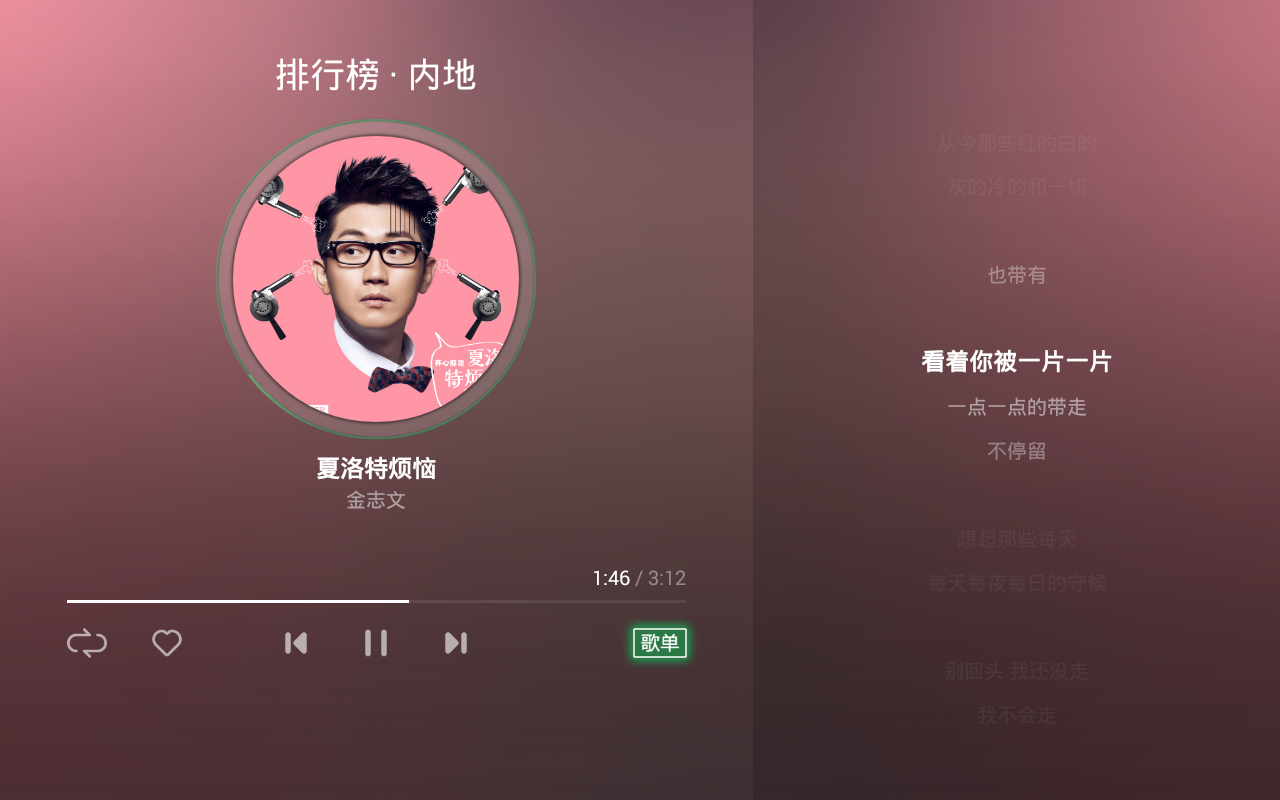 排行榜 · 内地
开心麻花
夏洛
特烦
夏洛特烦恼
金志文
1:46 / 3:12
歌单
从今那些红的白的
灰的冷的和一切
也带有
看着你被一片一片
一点一点的带走
不停留
想起那些每天
每天每夜每日的守候
别回头 我还没走
我不会走